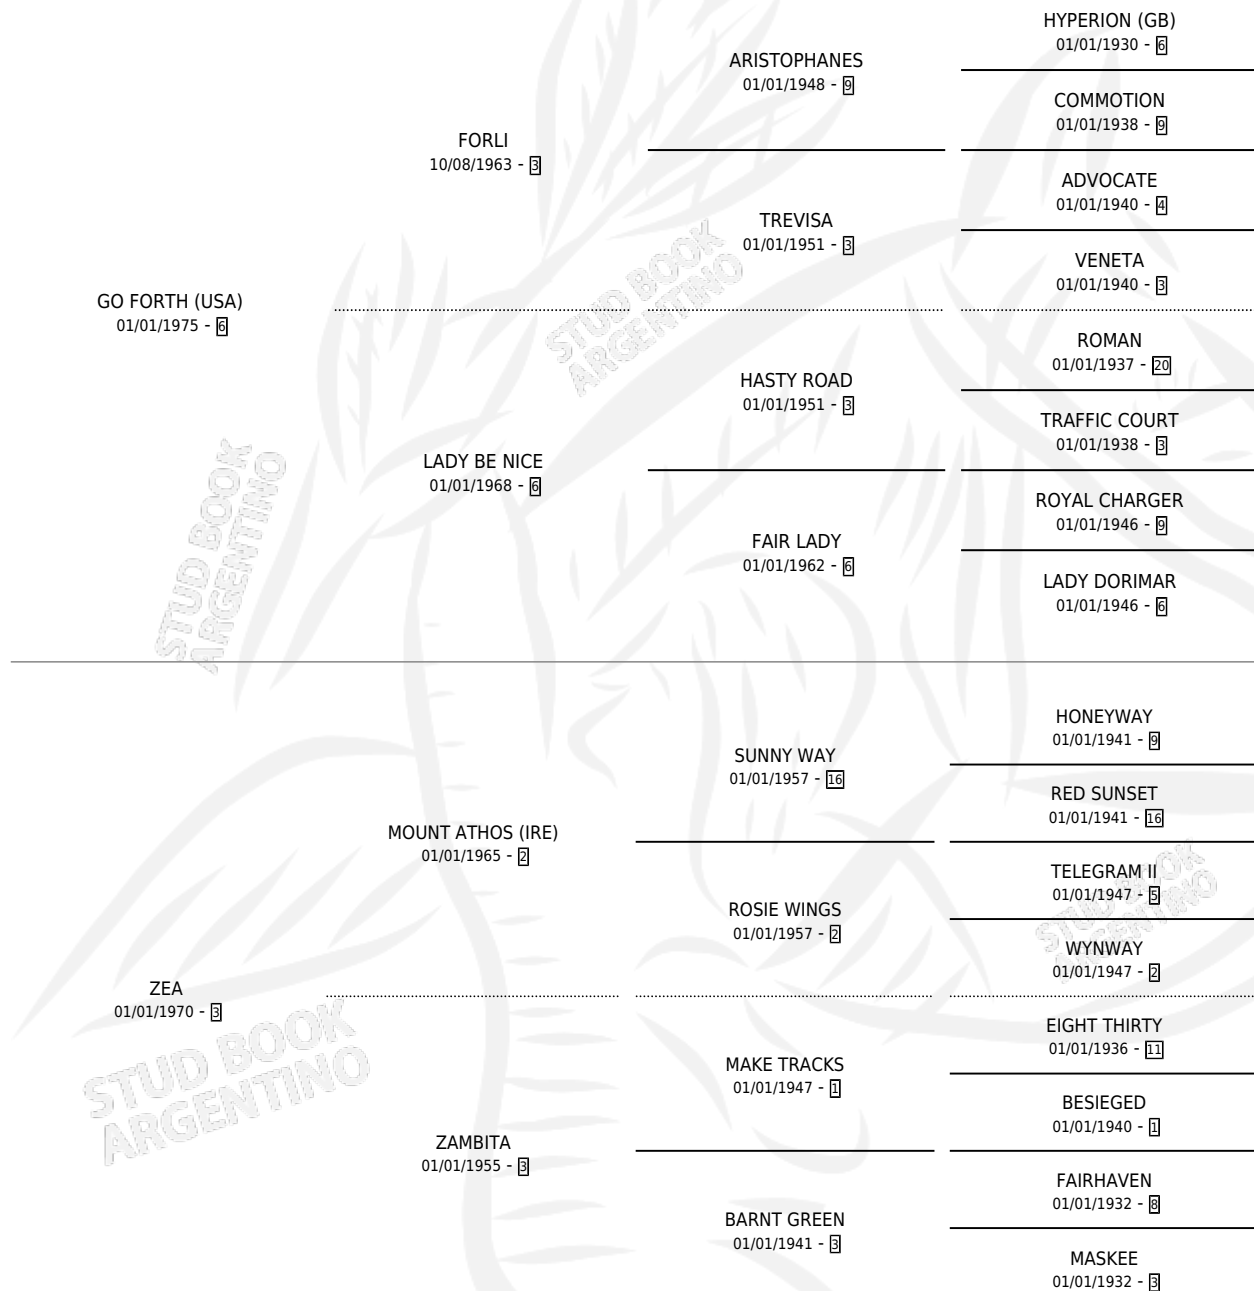 HYPERION (GB)
01/01/1930 - 6
ARISTOPHANES
01/01/1948 - 9
COMMOTION
01/01/1938 - 9
FORLI
10/08/1963 - 3
ADVOCATE
01/01/1940 - 4
TREVISA
01/01/1951 - 3
VENETA
01/01/1940 - 3
GO FORTH (USA)
01/01/1975 - 6
ROMAN
01/01/1937 - 20
HASTY ROAD
01/01/1951 - 3
TRAFFIC COURT
01/01/1938 - 3
LADY BE NICE
01/01/1968 - 6
ROYAL CHARGER
01/01/1946 - 9
FAIR LADY
01/01/1962 - 6
LADY DORIMAR
01/01/1946 - 6
HONEYWAY
01/01/1941 - 9
SUNNY WAY
01/01/1957 - 16
RED SUNSET
01/01/1941 - 16
MOUNT ATHOS (IRE)
01/01/1965 - 2
TELEGRAM II
01/01/1947 - 5
ROSIE WINGS
01/01/1957 - 2
WYNWAY
01/01/1947 - 2
ZEA
01/01/1970 - 3
EIGHT THIRTY
01/01/1936 - 11
MAKE TRACKS
01/01/1947 - 1
BESIEGED
01/01/1940 - 1
ZAMBITA
01/01/1955 - 3
FAIRHAVEN
01/01/1932 - 8
BARNT GREEN
01/01/1941 - 3
MASKEE
01/01/1932 - 3
STUD BOOK
ARGENTINO
STUD BOOK
ARGENTINO
STUD BOOK
ARGENTINO
STUD BOOK
ARGENTINO